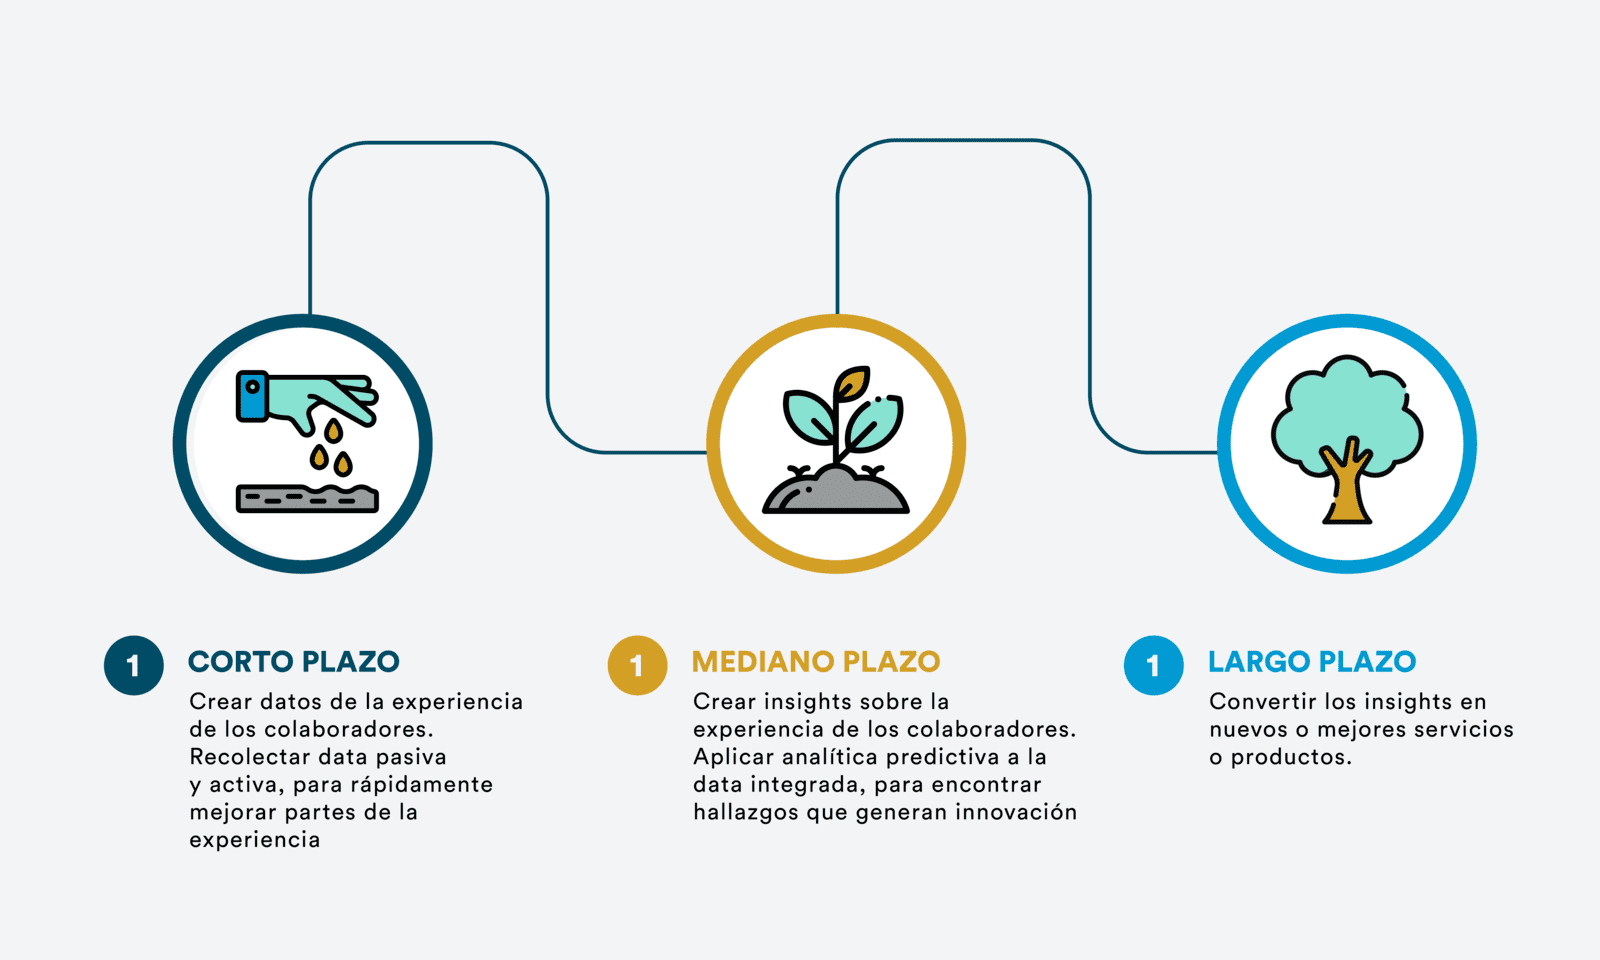 1
CORTO PLAZO
Crear datos de la experiencia
de los colaboradores.
Recolectar data pasiva
y activa, para rápidamente
mejorar partes de la
experiencia
1
MEDIANO PLAZO
Crear insights sobre la
experiencia de los colaboradores.
Aplicar analítica predictiva a la
data integrada, para encontrar
hallazgos que generan innovación
1
LARGO PLAZO
Convertir los insights en
nuevos o mejores servicios
o productos.